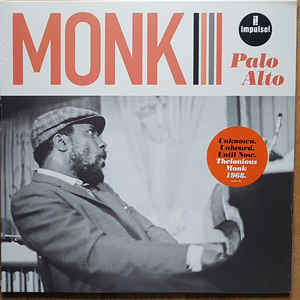 MONK
impulse!
Palo
Alto
Unknown.
Unheard.
Until Now.
Thelonious
Monk
1968.